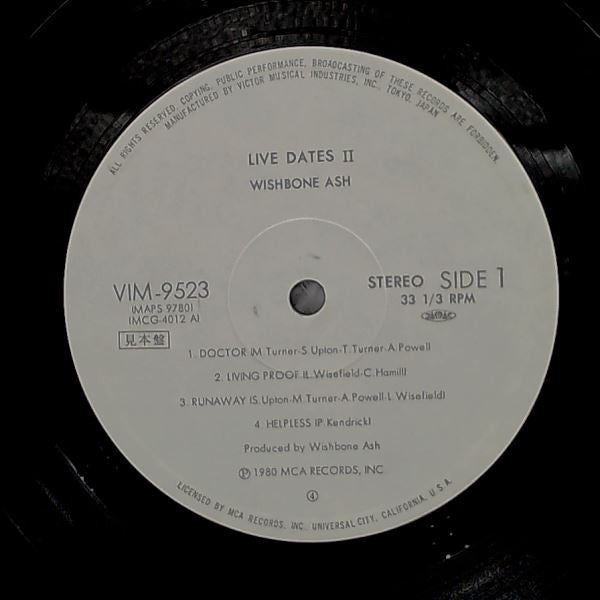 ALL RIGHTS RESERVED. COPYING, PUBLIC PERFORMANCE, BROADCASTING OF THESE RECORDS ARE FORBIDDEN.
MANUFACTURED BY VICTOR MUSICAL INDUSTRIES, INC. TOKYO, JAPAN
LIVE DATES II
WISHBONE ASH
VIM-9523
(MAPS 9780)
(MCG-4012 A)
見本盤
STEREO SIDE 1
33 1/3 RPM
1. DOCTOR (M.Turner-S.Upton-T.Turner-A.Powell)
2. LIVING PROOF (L.Wisefield-C.Hamill)
3. RUNAWAY (S.Upton-M.Turner-A.Powell-L.Wisefield)
4. HELPLESS (P.Kendrick)
Produced by Wishbone Ash
Ⓟ 1980 MCA RECORDS, INC.
④
LICENSED BY MCA RECORDS, INC. UNIVERSAL CITY, CALIFORNIA, U.S.A.